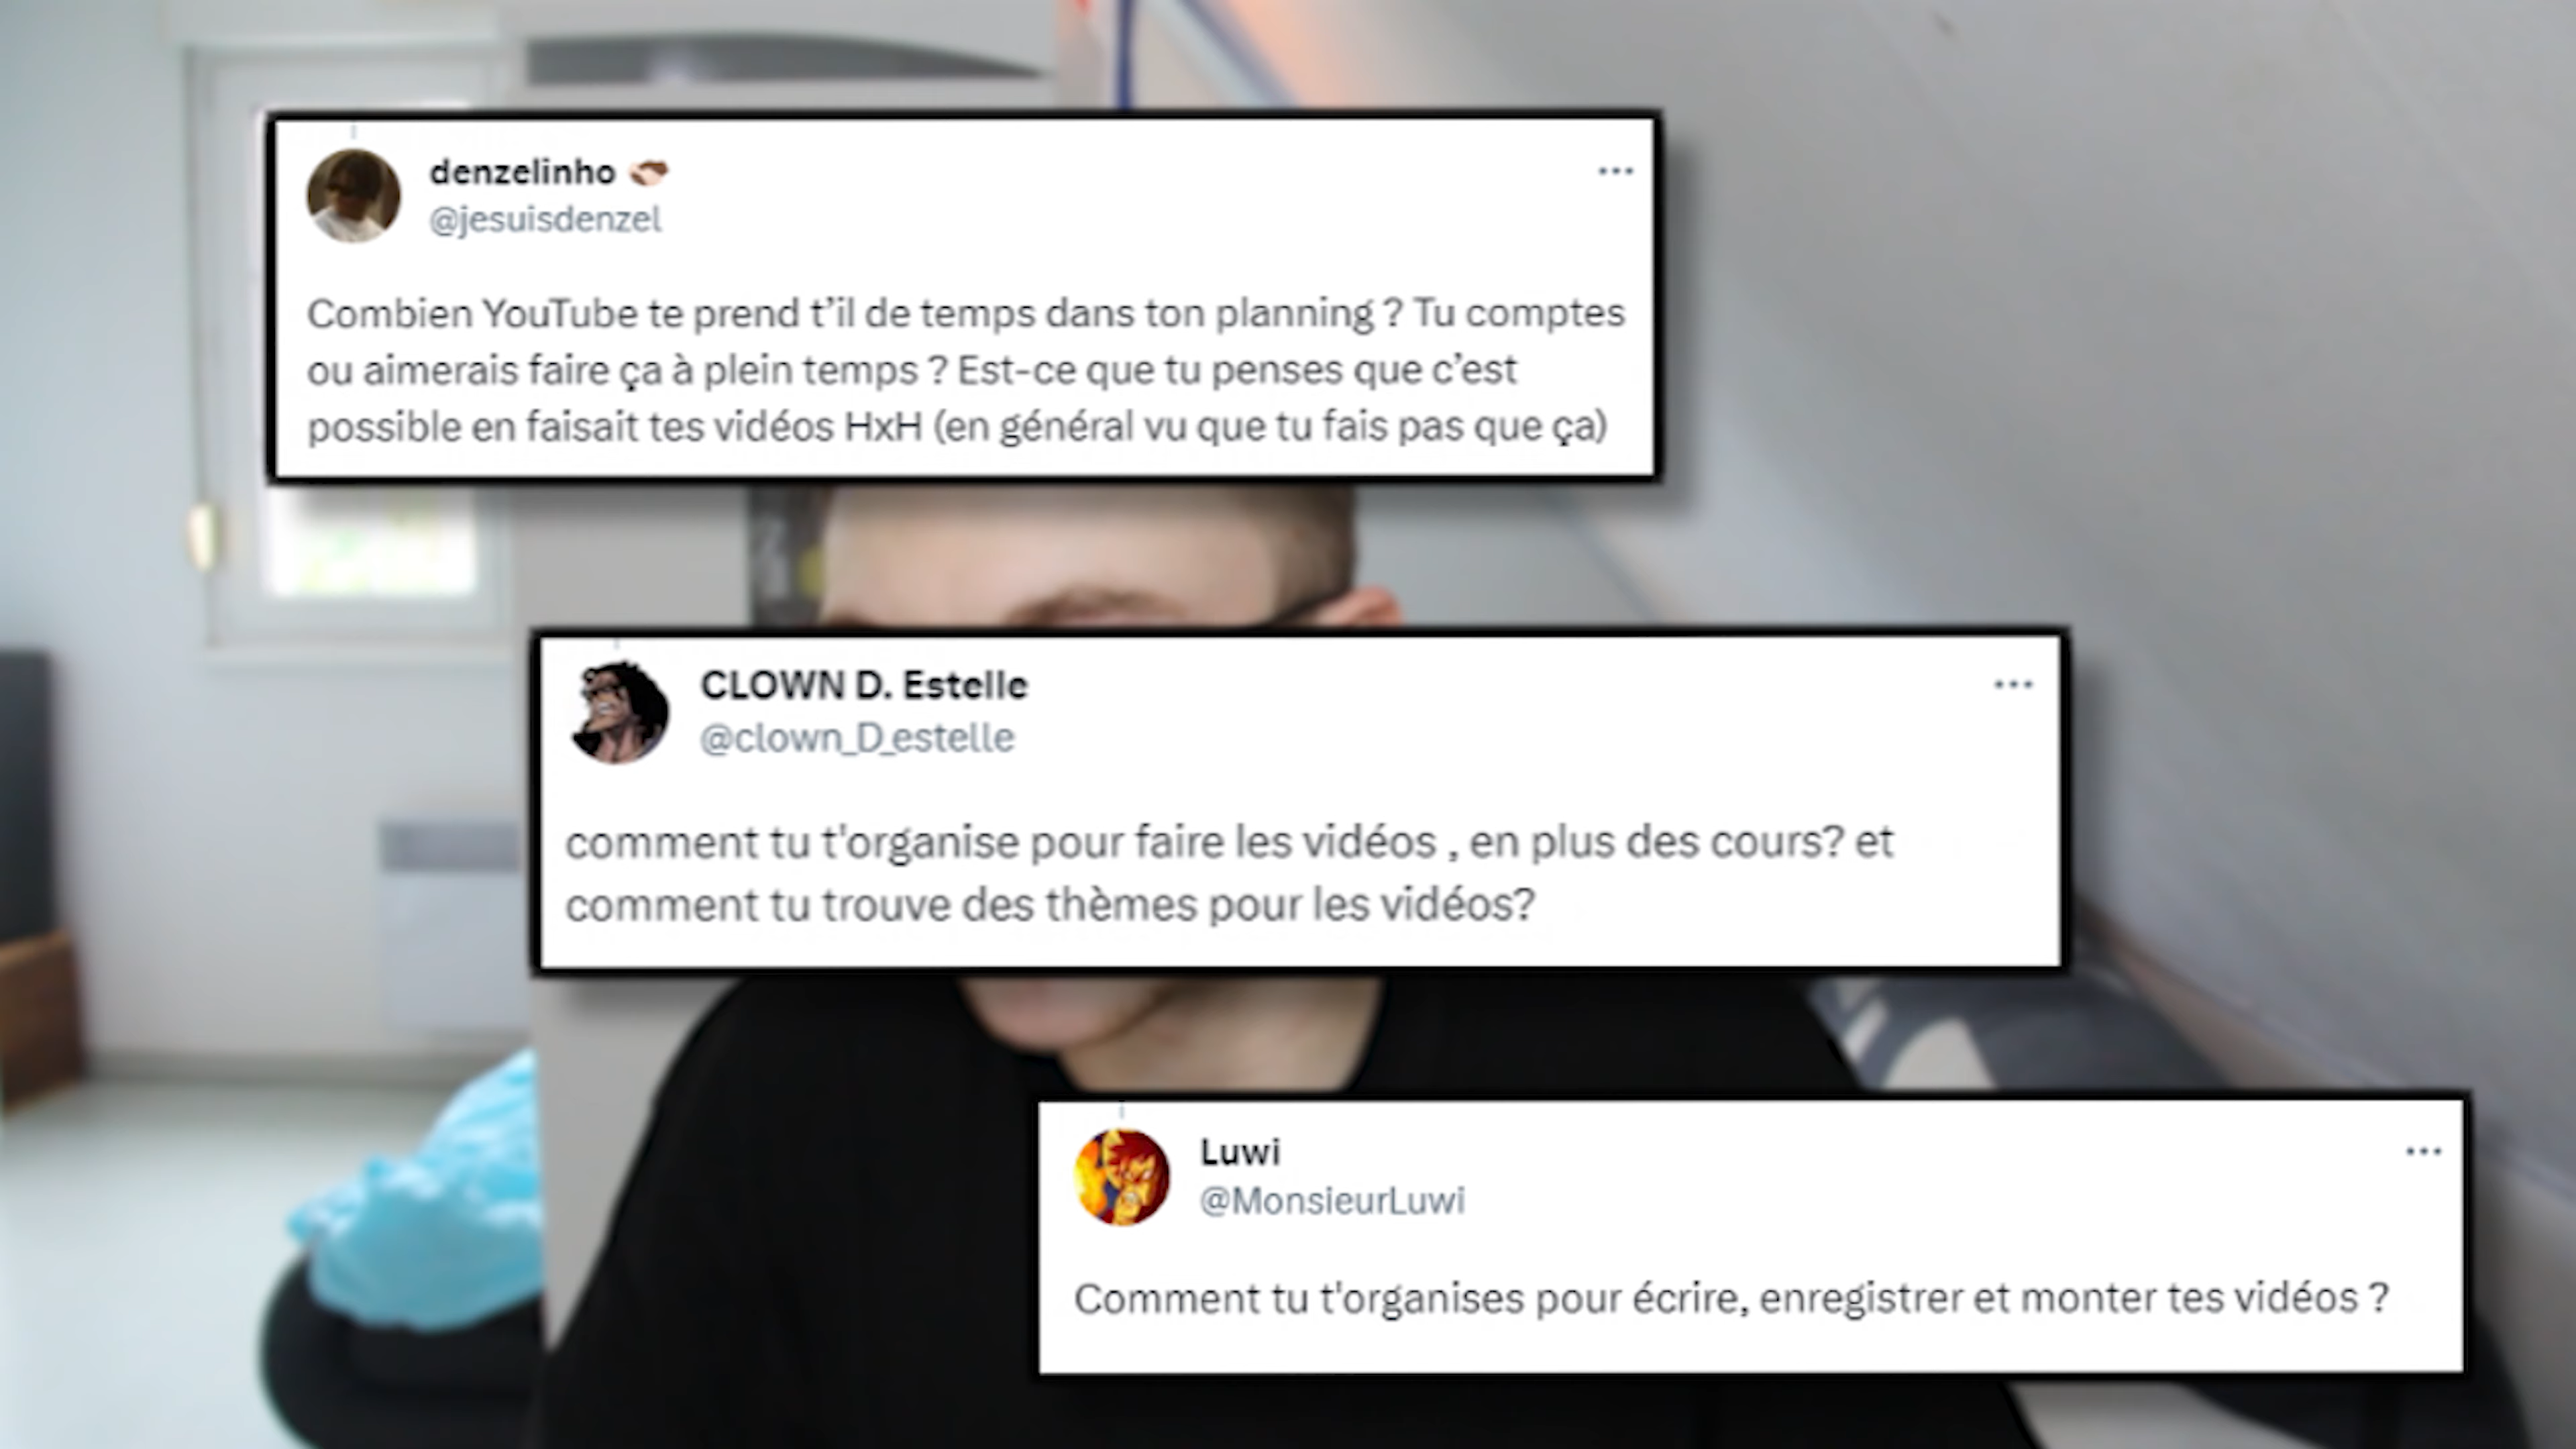 denzelinho
@jesuisdenzel
Combien YouTube te prend t’il de temps dans ton planning ? Tu comptes
ou aimerais faire ça à plein temps ? Est-ce que tu penses que c’est
possible en faisait tes vidéos HxH (en général vu que tu fais pas que ça)
CLOWN D. Estelle
@clown_D_estelle
comment tu t'organise pour faire les vidéos , en plus des cours? et
comment tu trouve des thèmes pour les vidéos?
Luwi
@MonsieurLuwi
Comment tu t'organises pour écrire, enregistrer et monter tes vidéos ?